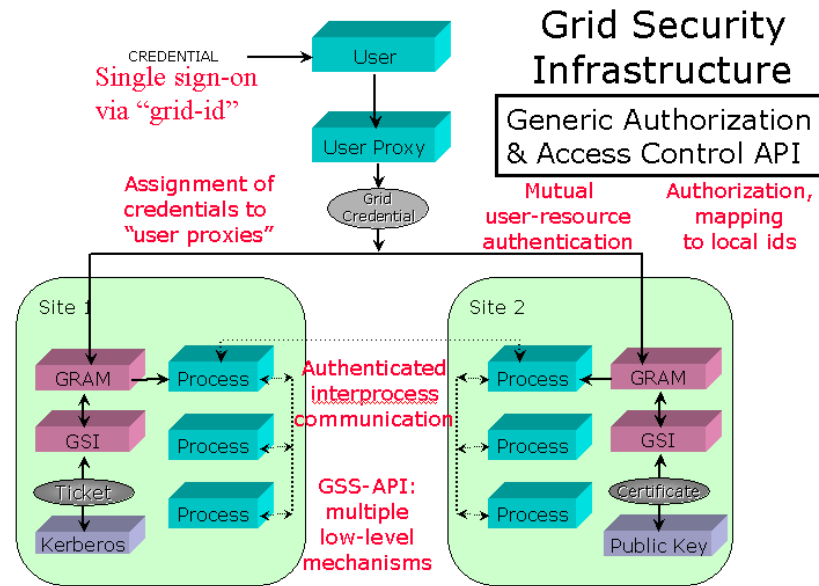 Grid Security
Infrastructure
Generic Authorization
& Access Control API
CREDENTIAL
Single sign-on
via “grid-id”
User
User Proxy
Grid
Credential
Assignment of
credentials to
“user proxies”
Mutual
user-resource
authentication
Authorization,
mapping
to local ids
Site 1
GRAM
GSI
Ticket
Kerberos
Process
Process
Process
Authenticated
interprocess
communication
GSS-API:
multiple
low-level
mechanisms
Site 2
Process
Process
Process
GRAM
GSI
Certificate
Public Key